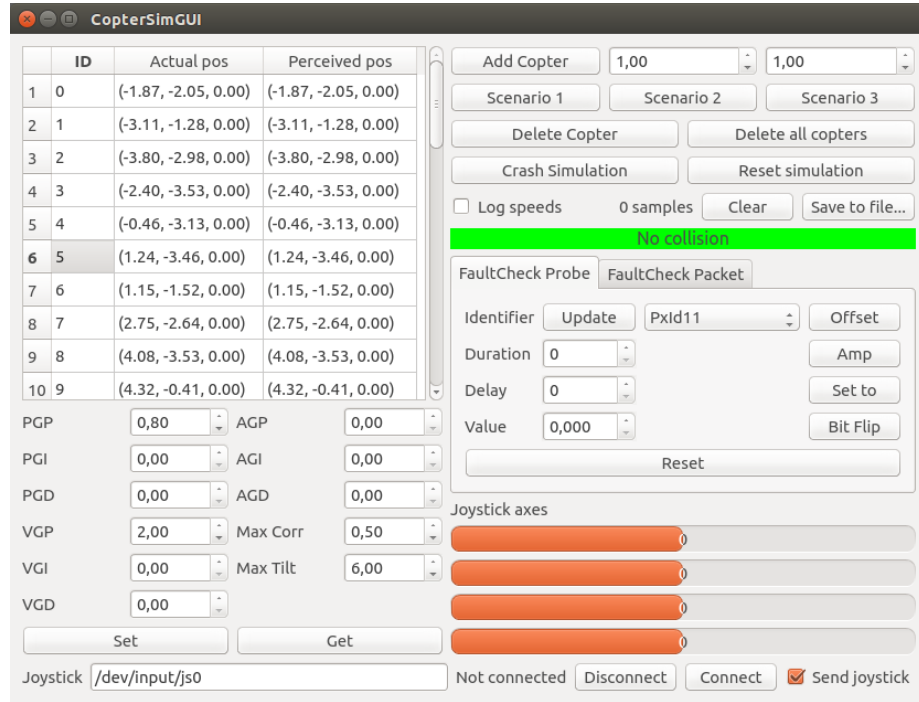 CopterSimGUI
ID Actual pos Perceived pos
1 0 (-1.87, -2.05, 0.00) (-1.87, -2.05, 0.00)
2 1 (-3.11, -1.28, 0.00) (-3.11, -1.28, 0.00)
3 2 (-3.80, -2.98, 0.00) (-3.80, -2.98, 0.00)
4 3 (-2.40, -3.53, 0.00) (-2.40, -3.53, 0.00)
5 4 (-0.46, -3.13, 0.00) (-0.46, -3.13, 0.00)
6 5 (1.24, -3.46, 0.00) (1.24, -3.46, 0.00)
7 6 (1.15, -1.52, 0.00) (1.15, -1.52, 0.00)
8 7 (2.75, -2.64, 0.00) (2.75, -2.64, 0.00)
9 8 (4.08, -3.53, 0.00) (4.08, -3.53, 0.00)
10 9 (4.32, -0.41, 0.00) (4.32, -0.41, 0.00)
PGP 0,80 AGP 0,00
PGI 0,00 AGI 0,00
PGD 0,00 AGD 0,00
VGP 2,00 Max Corr 0,50
VGI 0,00 Max Tilt 6,00
VGD 0,00
Set Get
Add Copter 1,00 1,00
Scenario 1 Scenario 2 Scenario 3
Delete Copter Delete all copters
Crash Simulation Reset simulation
Log speeds 0 samples Clear Save to file...
No collision
FaultCheck Probe FaultCheck Packet
Identifier Update PxId11 Offset
Duration 0 Amp
Delay 0 Set to
Value 0,000 Bit Flip
Reset
Joystick axes
0
0
0
0
Joystick /dev/input/js0 Not connected Disconnect Connect Send joystick